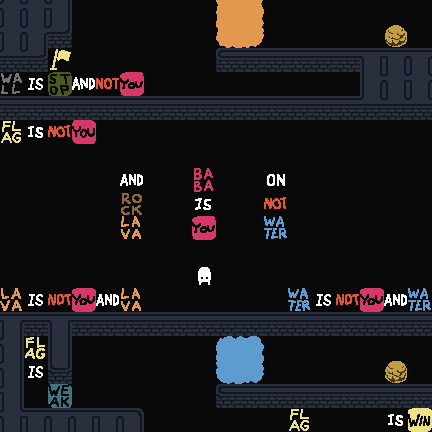 WALL IS STOP AND NOT YOU
FLAG IS NOT YOU
AND BABA ON
ROCK IS NOT
LAVA YOU WATER
LAVA IS NOT YOU AND LAVA WATER IS NOT YOU AND WATER
FLAG
IS
WEAK
FLAG IS WIN